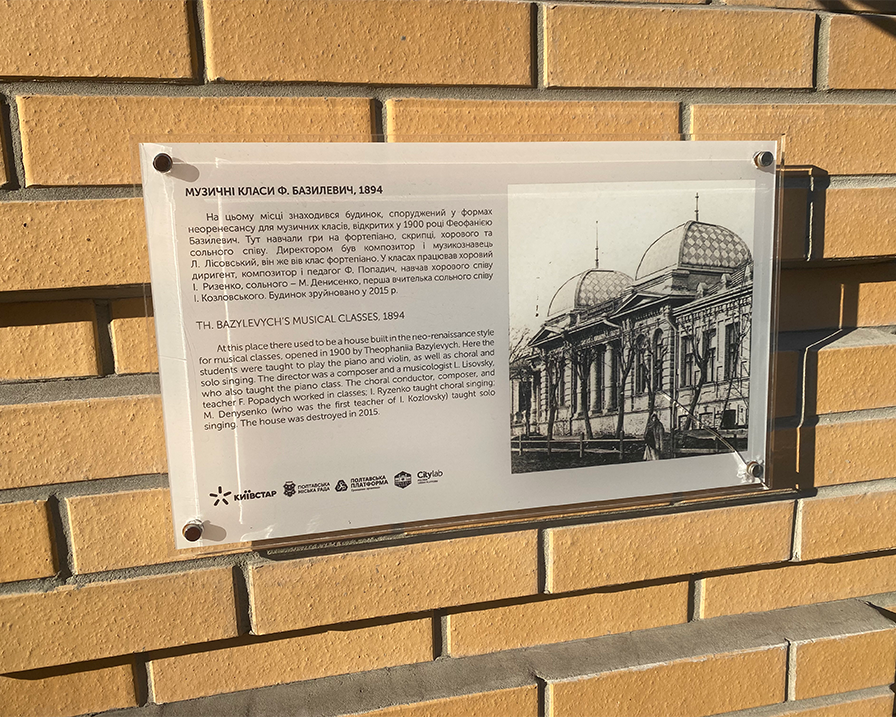 МУЗИЧНІ КЛАСИ Ф. БАЗИЛЕВИЧ, 1894
На цьому місці знаходився будинок, споруджений у формах
неоренесансу для музичних класів, відкритих у 1900 році Феофанією
Базилевич. Тут навчали гри на фортепіано, скрипці, хорового та
сольного співу. Директором був композитор і музикознавець
Л. Лісовський, він же вів клас фортепіано. У класах працював хоровий
диригент, композитор і педагог Ф. Попадич, навчав хорового співу
І. Ризенко, сольного – М. Денисенко, перша вчителька сольного співу
І. Козловського. Будинок зруйновано у 2015 р.
TH. BAZYLEVYCH'S MUSICAL CLASSES, 1894
At this place there used to be a house built in the neo-renaissance style
for musical classes, opened in 1900 by Theophaniia Bazylevych. Here the
students were taught to play the piano and violin, as well as choral and
solo singing. The director was a composer and a musicologist L. Lisovsky,
who also taught the piano class. The choral conductor, composer, and
teacher F. Popadych worked in classes; I. Ryzenko taught choral singing;
M. Denysenko (who was the first teacher of I. Kozlovsky) taught solo
singing. The house was destroyed in 2015.
КИЇВСТАР
ПОЛТАВСЬКА
МІСЬКА РАДА
ПОЛТАВСЬКА
ПЛАТФОРМА
Citylab